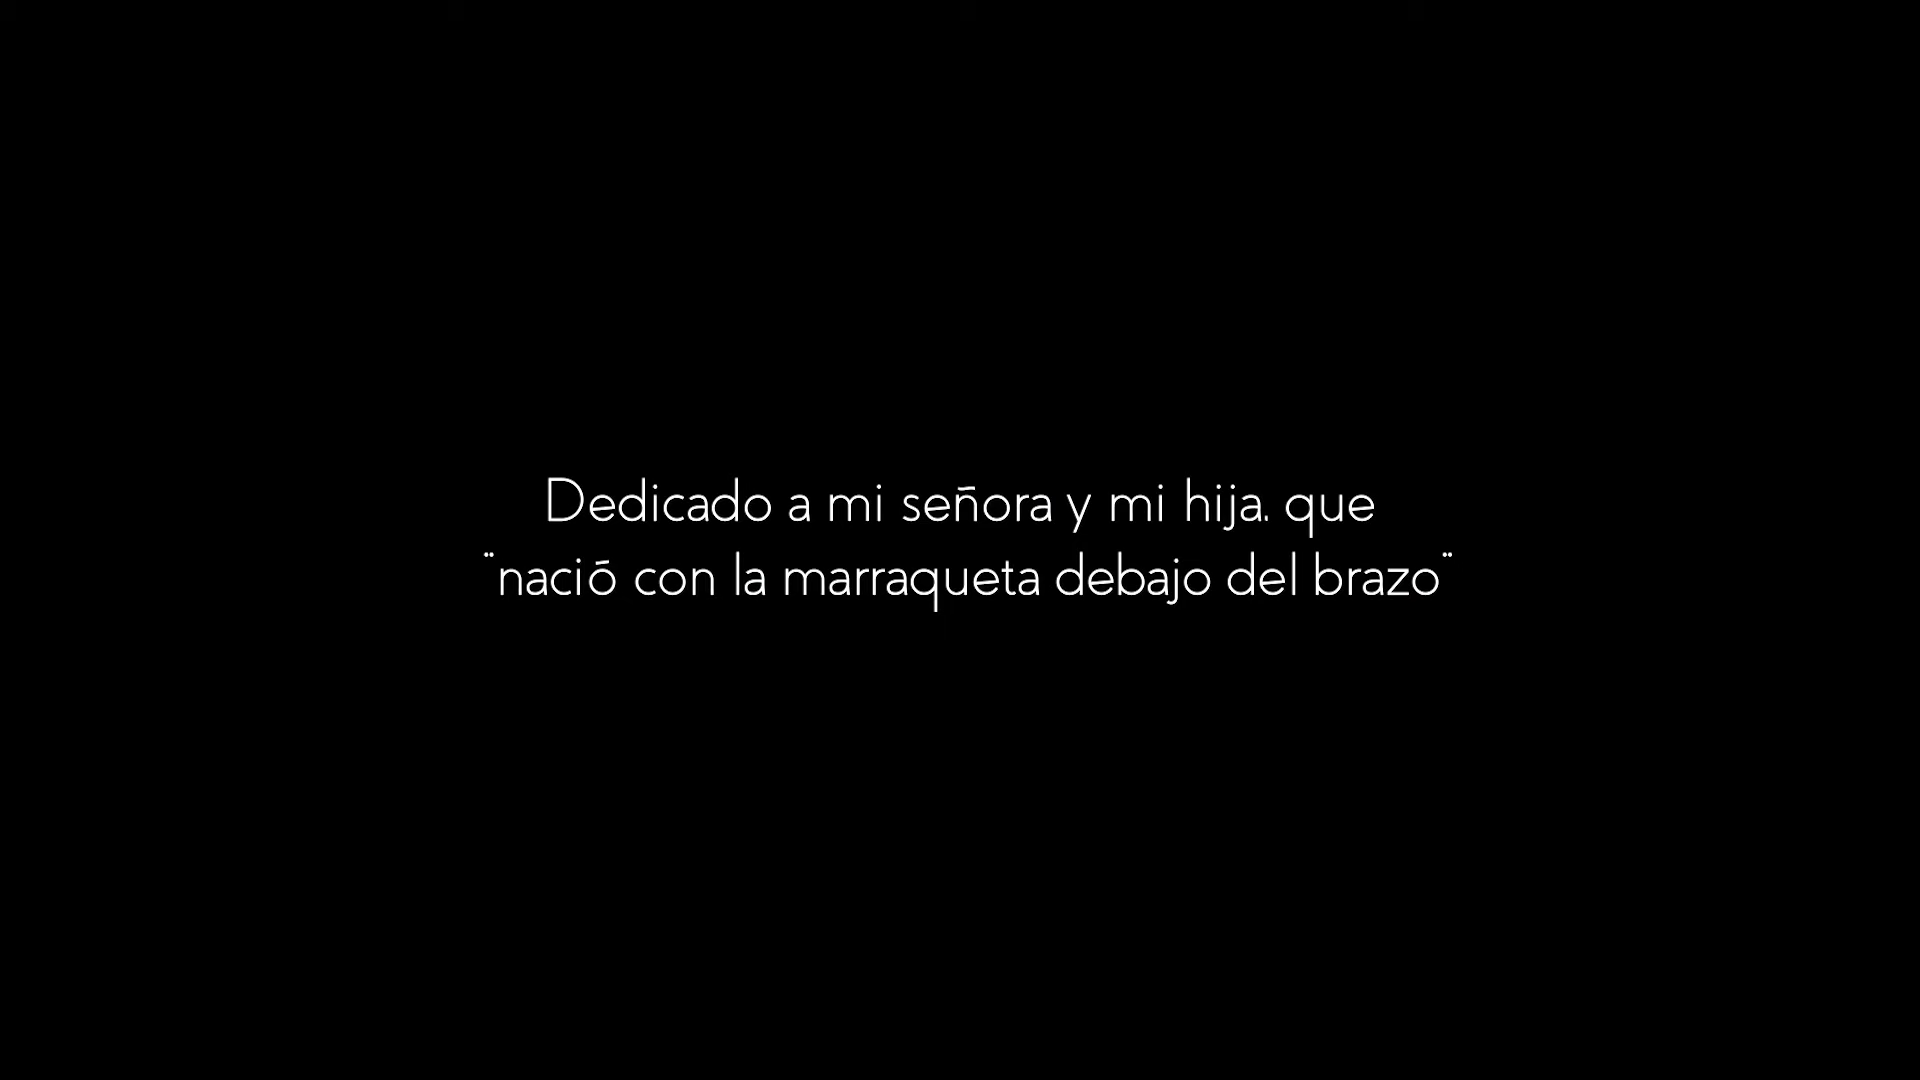 Dedicado a mi señora y mi hija, que
¨nació con la marraqueta debajo del brazo¨